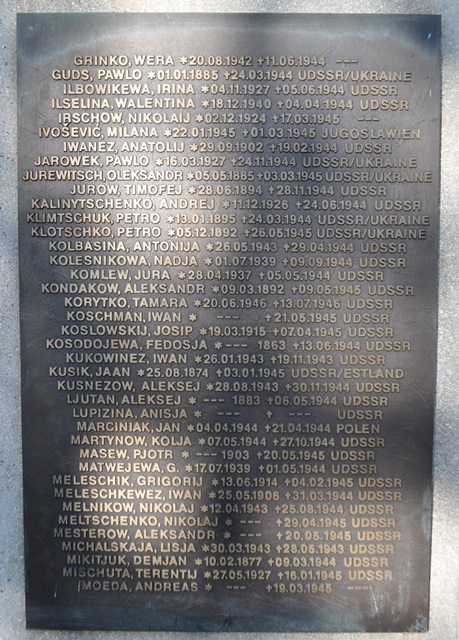 GRINKO, WERA *20.08.1942 +11.06.1944 ---
GUDS, PAWLO *01.01.1885 +24.03.1944 UDSSR/UKRAINE
ILBOWIKEWA, IRINA *04.11.1927 +05.06.1944 UDSSR
ILSELINA, WALENTINA *18.12.1940 +04.04.1944 UDSSR
IRSCHOW, NIKOLAIJ *02.12.1924 +17.03.1945 ---
IVOŠEVIĆ, MILANA *22.01.1945 +01.03.1945 JUGOSLAWIEN
IWANEZ, ANATOLIJ *29.09.1902 +19.02.1944 UDSSR
JAROWEK, PAWLO *16.03.1927 +24.11.1944 UDSSR/UKRAINE
JUREWITSCH, OLEKSANDR *05.05.1885 +03.03.1945 UDSSR/UKRAINE
JUROW, TIMOFEJ *28.06.1894 +28.11.1944 UDSSR
KALINYTSCHENKO, ANDREJ *11.12.1926 +24.06.1944 UDSSR
KLIMTSCHUK, PETRO *13.01.1895 +24.03.1944 UDSSR/UKRAINE
KLOTSCHKO, PETRO *05.12.1892 +26.05.1945 UDSSR/UKRAINE
KOLBASINA, ANTONIJA *26.05.1943 +29.04.1944 UDSSR
KOLESNIKOWA, NADJA *01.07.1939 +09.09.1944 UDSSR
KOMLEW, JURA *28.04.1937 +05.05.1944 UDSSR
KONDAKOW, ALEKSANDR *09.03.1892 +09.05.1945 UDSSR
KORYTKO, TAMARA *20.06.1946 +13.07.1946 UDSSR
KOSCHMAN, IWAN * --- +21.05.1945 UDSSR
KOSLOWSKIJ, JOSIP *19.03.1915 +07.04.1945 UDSSR
KOSODOJEWA, FEDOSJA *--- 1863 +13.06.1944 UDSSR
KUKOWINEZ, IWAN *26.01.1943 +19.11.1943 UDSSR
KUSIK, JAAN *25.08.1874 +03.01.1945 UDSSR/ESTLAND
KUSNEZOW, ALEKSEJ *28.08.1943 +30.11.1944 UDSSR
LJUTAN, ALEKSEJ * --- 1883 +06.05.1944 UDSSR
LUPIZINA, ANISJA * --- + --- UDSSR
MARCINIAK, JAN *04.04.1944 +21.04.1944 POLEN
MARTYNOW, KOLJA *07.05.1944 +27.10.1944 UDSSR
MASEW, PJOTR * --- 1903 +20.05.1945 UDSSR
MATWEJEWA, G. *17.07.1939 +01.05.1944 UDSSR
MELESCHIK, GRIGORIJ *13.06.1914 +04.02.1945 UDSSR
MELESCHKEWEZ, IWAN *25.05.1906 +31.03.1944 UDSSR
MELNIKOW, NIKOLAJ *12.04.1943 +25.08.1944 UDSSR
MELTSCHENKO, NIKOLAJ * --- +29.04.1945 UDSSR
MESTEROW, ALEKSANDR * --- +20.05.1945 UDSSR
MICHALSKAJA, LISJA *30.03.1943 +28.05.1943 UDSSR
MIKITJUK, DEMJAN *10.02.1877 +09.03.1944 UDSSR
MISCHUTA, TERENTIJ *27.05.1927 +16.01.1945 UDSSR
MOEDA, ANDREAS * --- +19.03.1945 ---